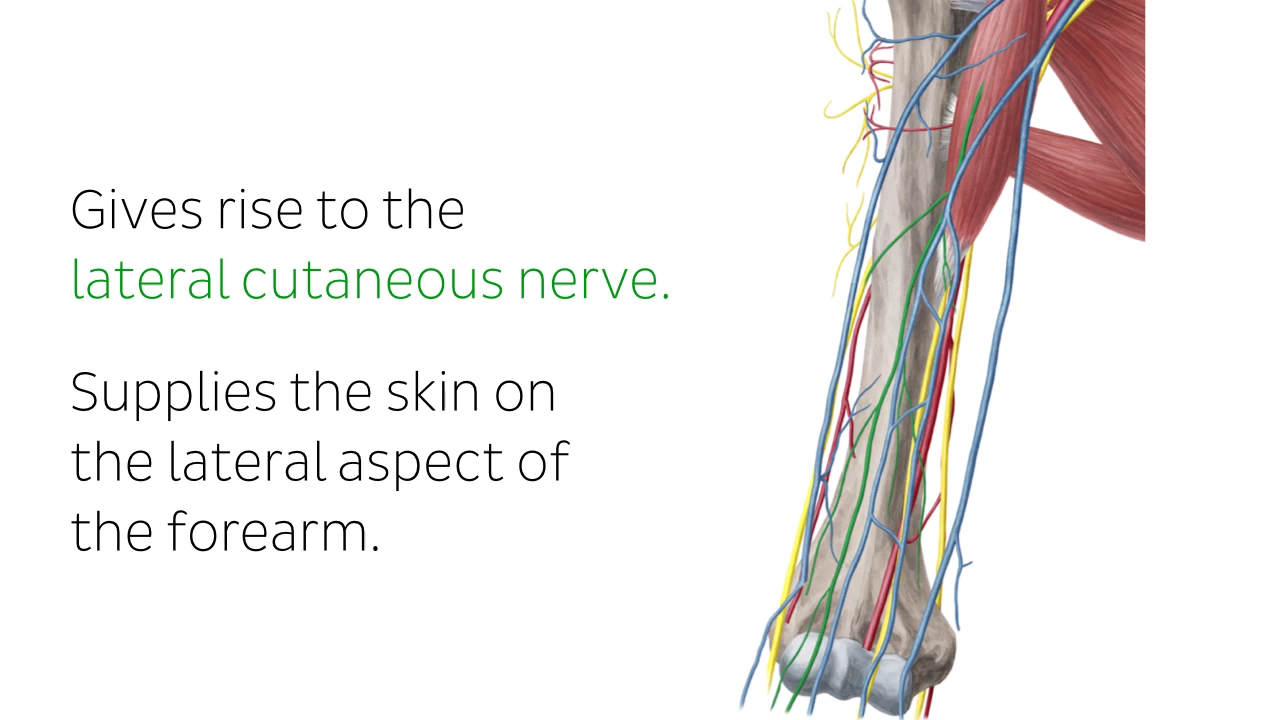 Gives rise to the
lateral cutaneous nerve.
Supplies the skin on
the lateral aspect of
the forearm.